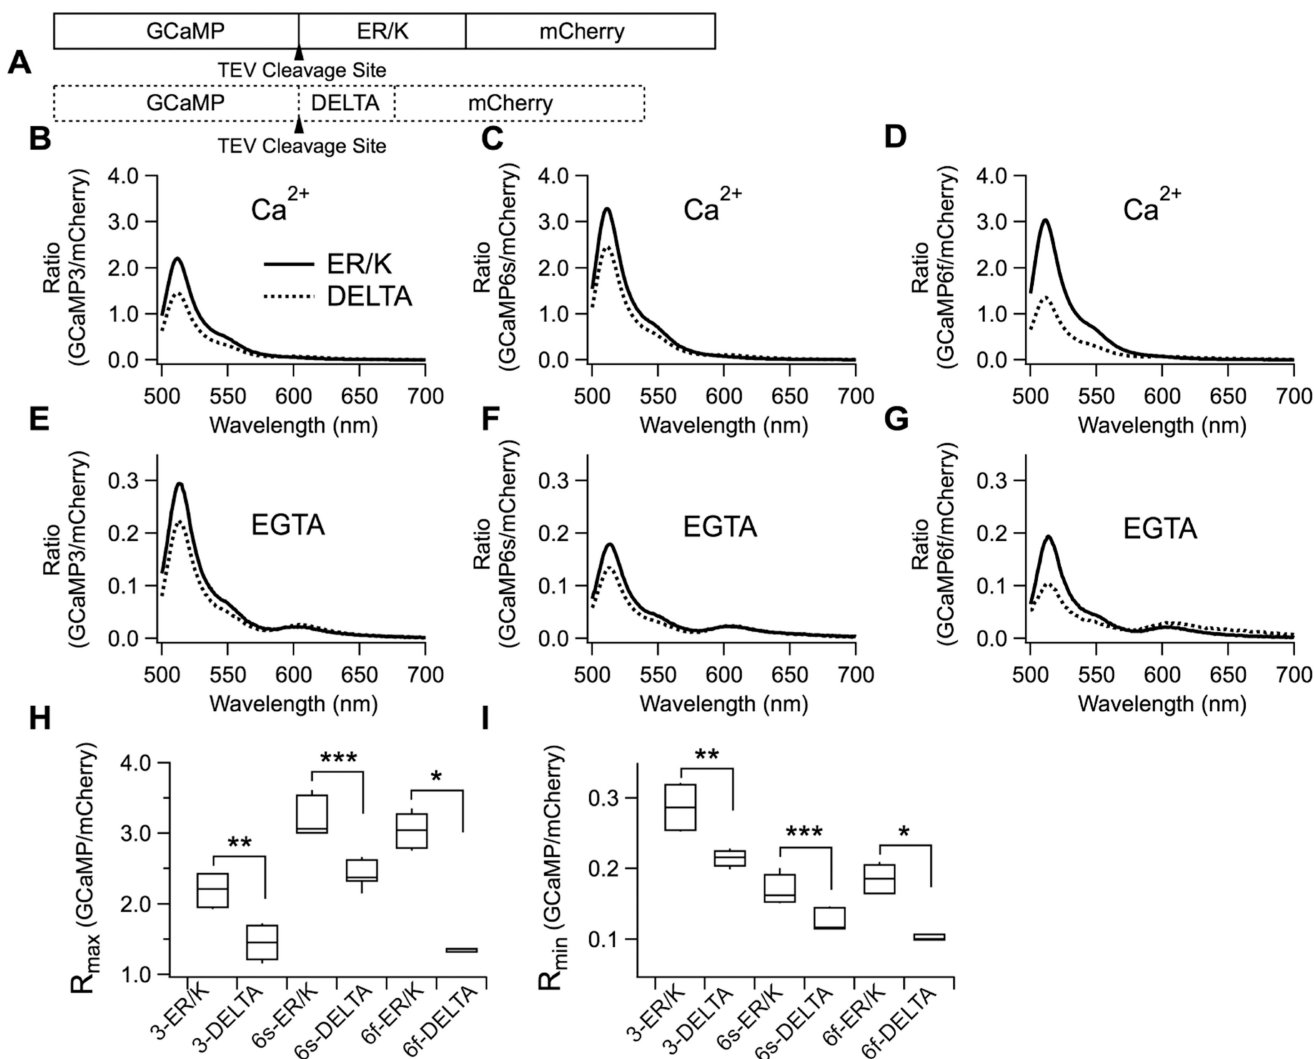 GCaMP ER/K mCherry
A
TEV Cleavage Site
GCaMP DELTA mCherry
TEV Cleavage Site
B
Ratio
(GCaMP3/mCherry)
4.0
3.0
2.0
1.0
0.0
Ca2+
ER/K
DELTA
500 550 600 650 700
Wavelength (nm)
C
Ratio
(GCaMP6s/mCherry)
4.0
3.0
2.0
1.0
0.0
Ca2+
500 550 600 650 700
Wavelength (nm)
D
Ratio
(GCaMP6f/mCherry)
4.0
3.0
2.0
1.0
0.0
Ca2+
500 550 600 650 700
Wavelength (nm)
E
Ratio
(GCaMP3/mCherry)
0.3
0.2
0.1
0.0
EGTA
500 550 600 650 700
Wavelength (nm)
F
Ratio
(GCaMP6s/mCherry)
0.3
0.2
0.1
0.0
EGTA
500 550 600 650 700
Wavelength (nm)
G
Ratio
(GCaMP6f/mCherry)
0.3
0.2
0.1
0.0
EGTA
500 550 600 650 700
Wavelength (nm)
H
Rmax (GCaMP/mCherry)
4.0
3.0
2.0
1.0
**
***
*
3-ER/K
3-DELTA
6s-ER/K
6s-DELTA
6f-ER/K
6f-DELTA
I
Rmin (GCaMP/mCherry)
0.3
0.2
0.1
**
***
*
3-ER/K
3-DELTA
6s-ER/K
6s-DELTA
6f-ER/K
6f-DELTA